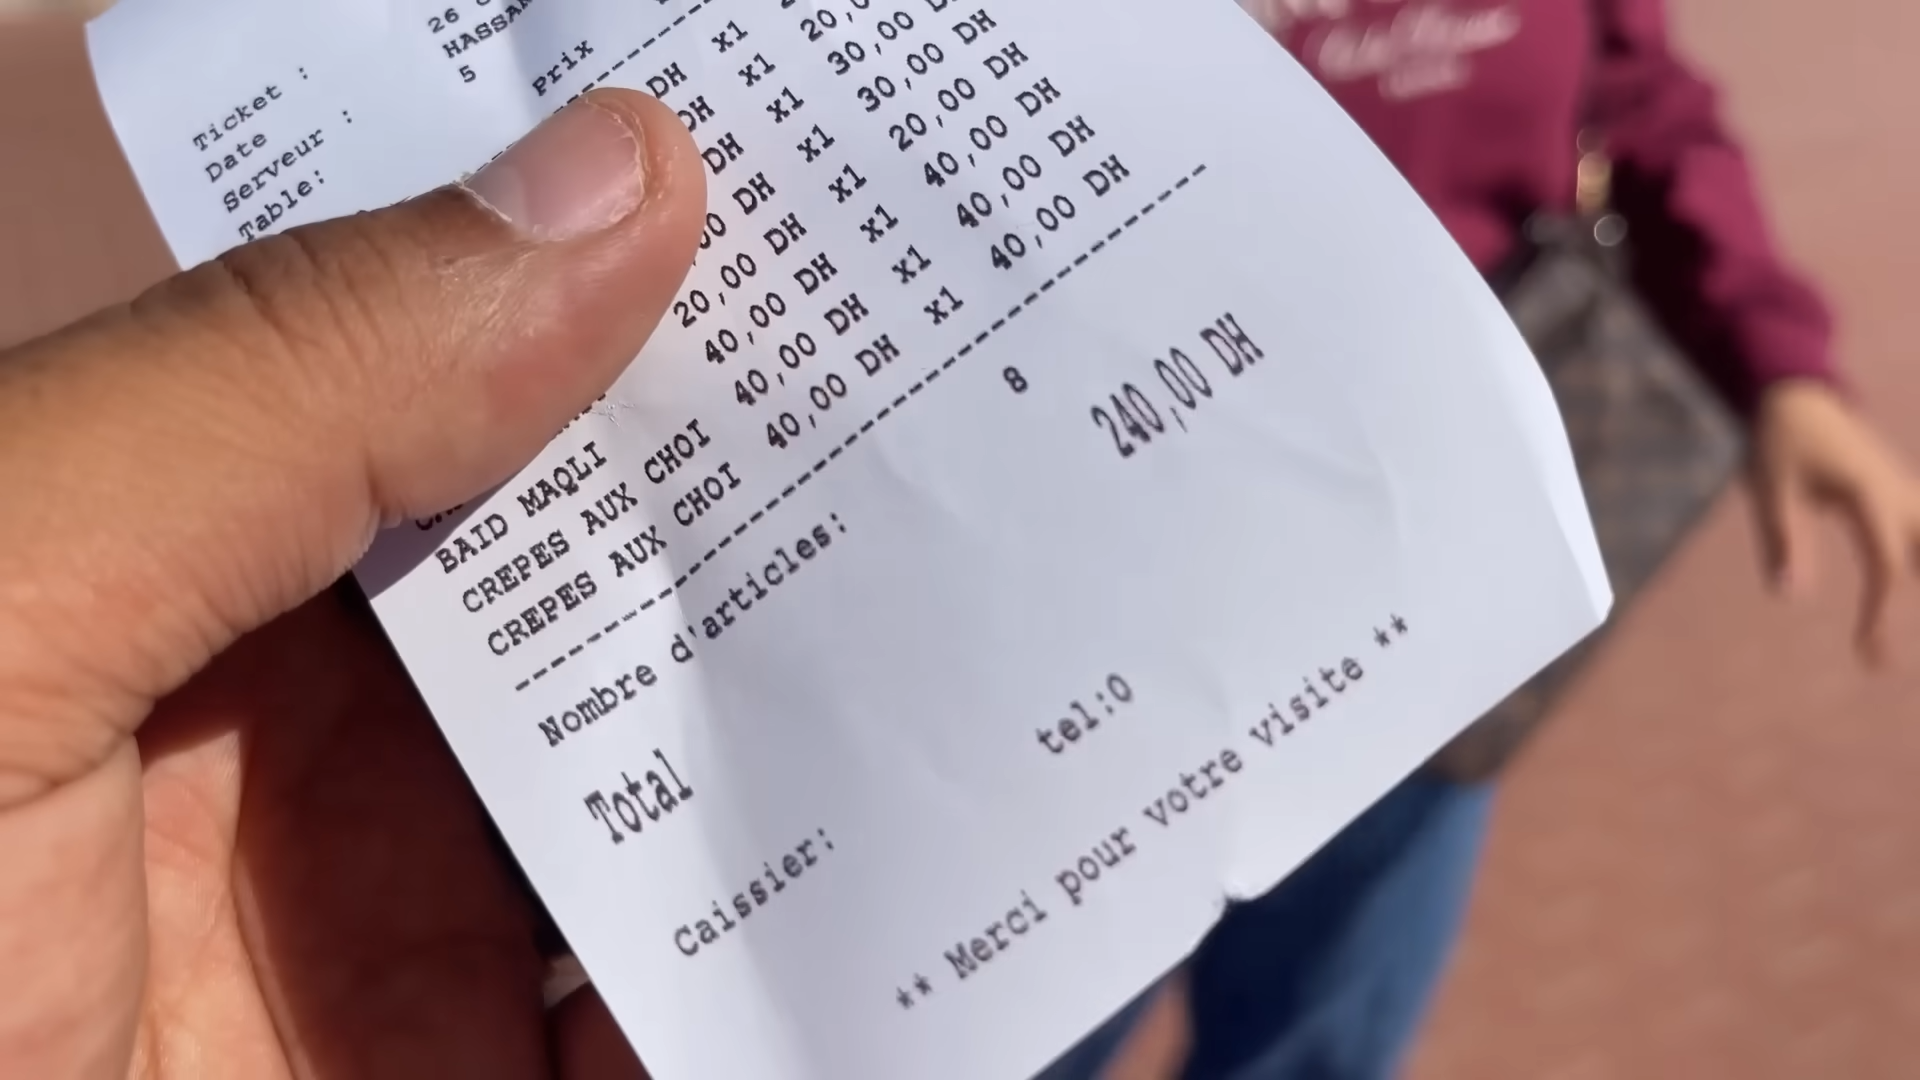 Ticket :
Date 26
Serveur : HASSA
Table: 5
Prix
DH x1
DH x1 20,0
DH x1 30,00 D
00 DH x1 30,00 DH
20,00 DH x1 20,00 DH
BAID MAQLI 40,00 DH x1 40,00 DH
CREPES AUX CHOI 40,00 DH x1 40,00 DH
CREPES AUX CHOI 40,00 DH x1 40,00 DH
Nombre d'articles: 8
Total 240,00 DH
Caissier: tel:0
** Merci pour votre visite **